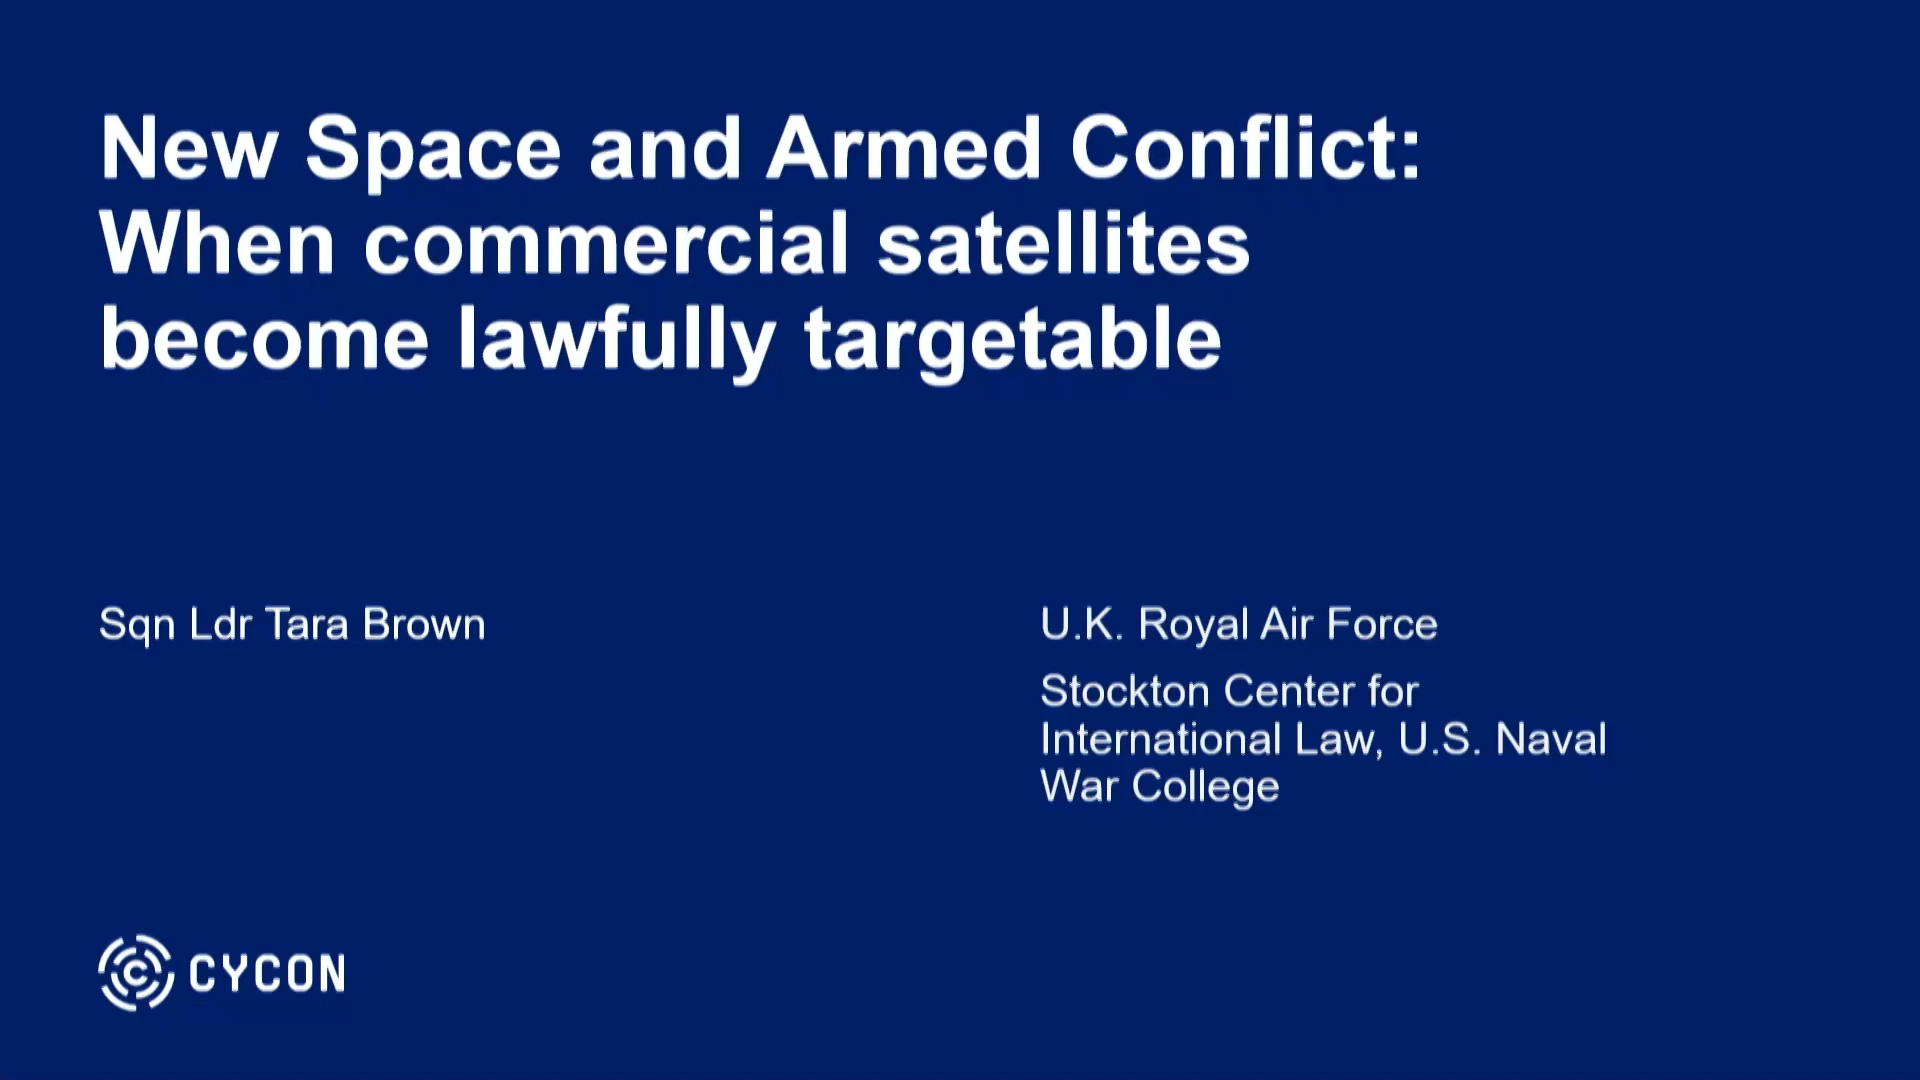 New Space and Armed Conflict:
When commercial satellites
become lawfully targetable
Sqn Ldr Tara Brown
U.K. Royal Air Force
Stockton Center for
International Law, U.S. Naval
War College
CYCON